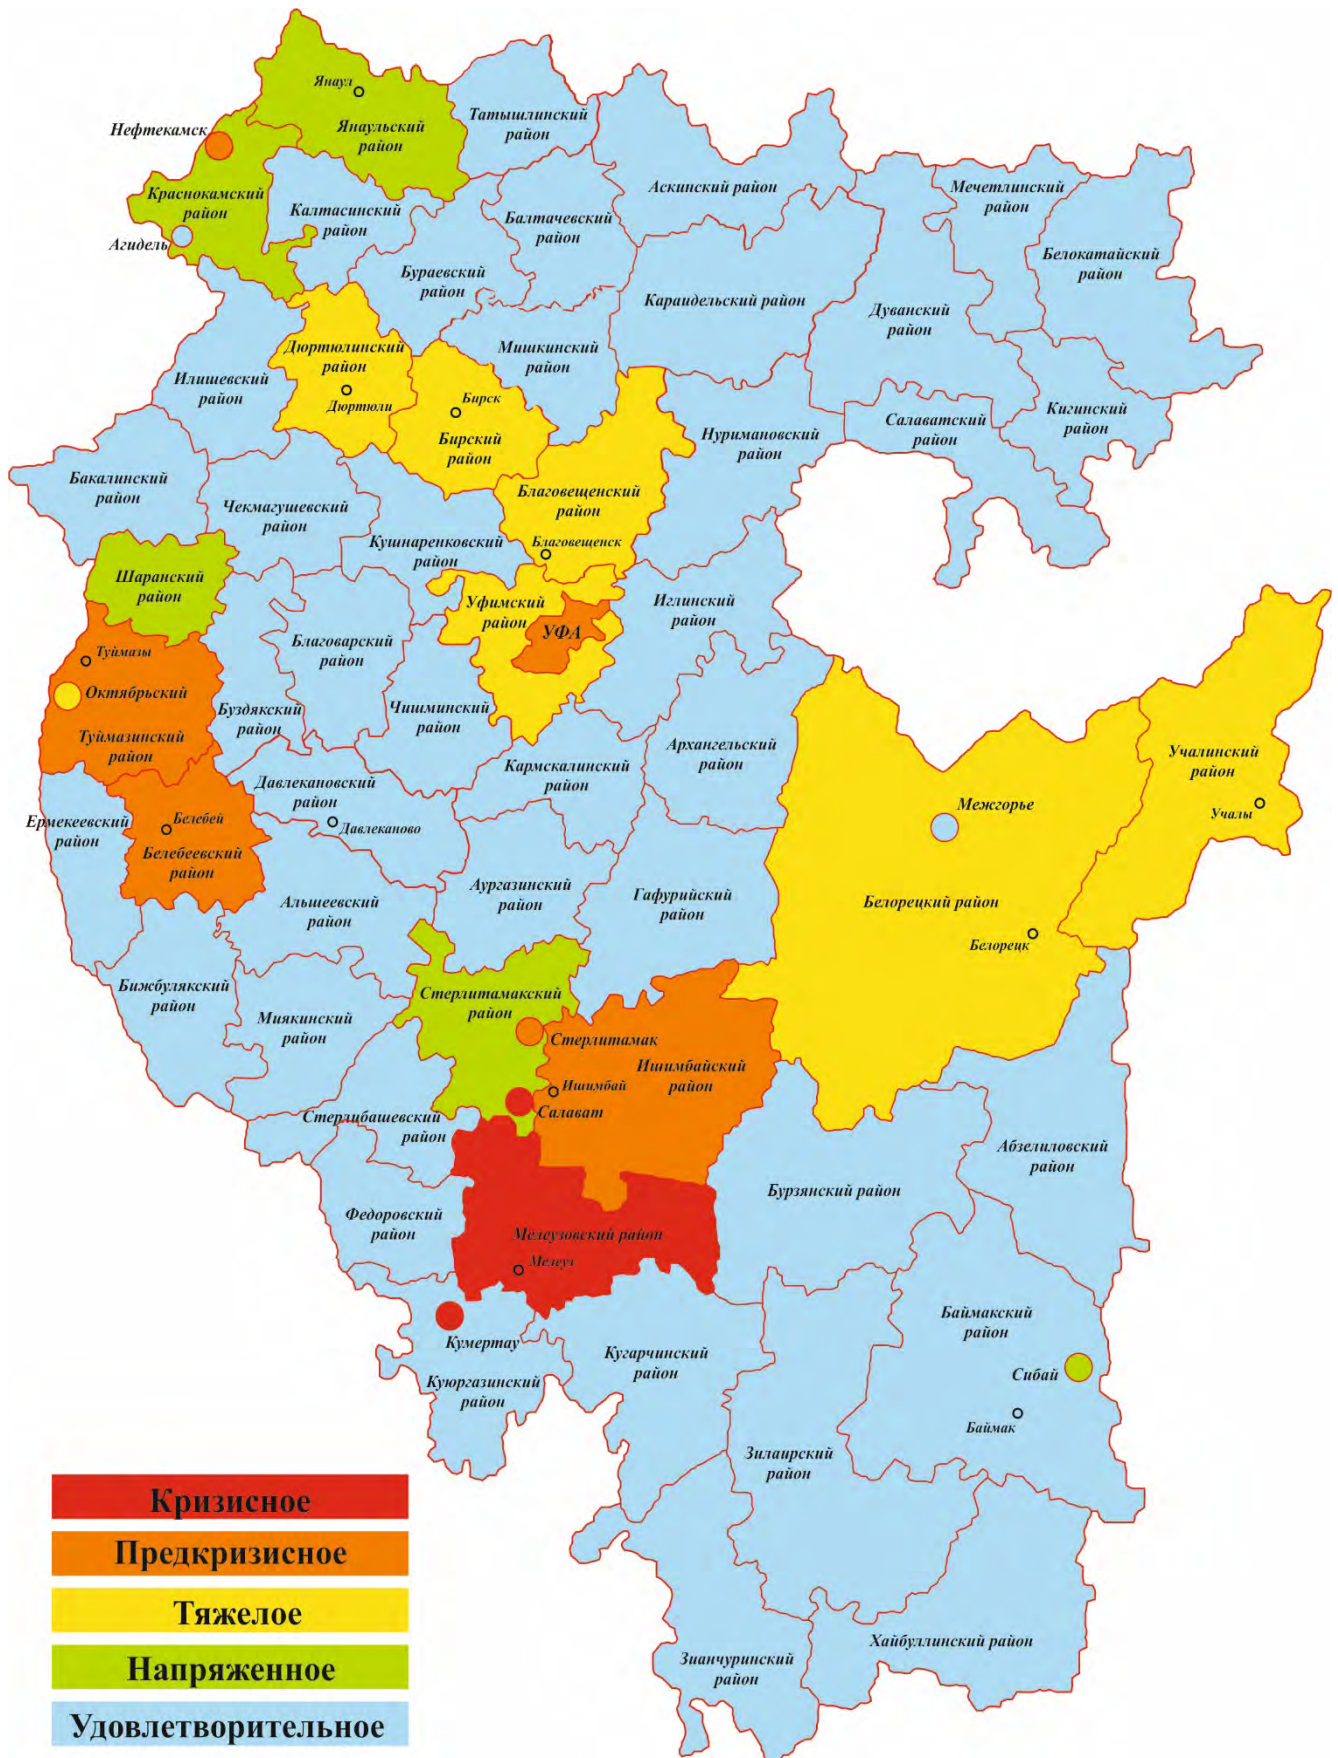 Янаул
Янаульский
район
Татышлинский
район
Нефтекамск
Краснокамский
район
Агидель
Калтасинский
район
Балтачевский
район
Аскинский район
Мечетлинский
район
Белокатайский
район
Бураевский
район
Караидельский район
Дуванский
район
Мишкинский
район
Дюртюлинский
район
Дюртюли
Илишевский
район
Бирск
Бирский
район
Нуримановский
район
Салаватский
район
Кигинский
район
Бакалинский
район
Чекмагушевский
район
Благовещенский
район
Благовещенск
Кушнаренковский
район
Шаранский
район
Уфимский
район
УФА
Иглинский
район
Туймазы
Октябрьский
Туймазинский
район
Благоварский
район
Буздякский
район
Чишминский
район
Архангельский
район
Кармскалинский
район
Учалинский
район
Учалы
Межгорье
Давлекановский
район
Давлеканово
Ермекеевский
район
Белебей
Белебеевский
район
Альшеевский
район
Аургазинский
район
Гафурийский
район
Белорецкий район
Белорецк
Бижбулякский
район
Миякинский
район
Стерлитамакский
район
Стерлитамак
Ишимбайский
район
Ишимбай
Салават
Стерлибашевский
район
Абзелиловский
район
Бурзянский район
Федоровский
район
Мелеузовский район
Мелеуз
Баймакский
район
Кумертау
Куюргазинский
район
Кугарчинский
район
Сибай
Баймак
Зилаирский
район
Хайбуллинский район
Зианчуринский
район
Кризисное
Предкризисное
Тяжелое
Напряженное
Удовлетворительное